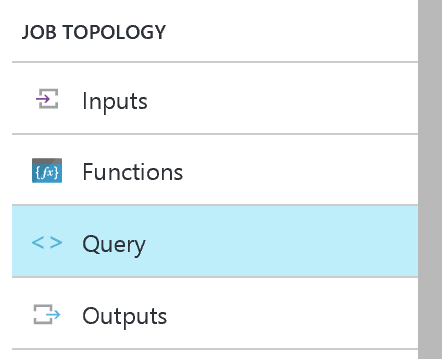 JOB TOPOLOGY
Inputs
{fx} Functions
<> Query
Outputs